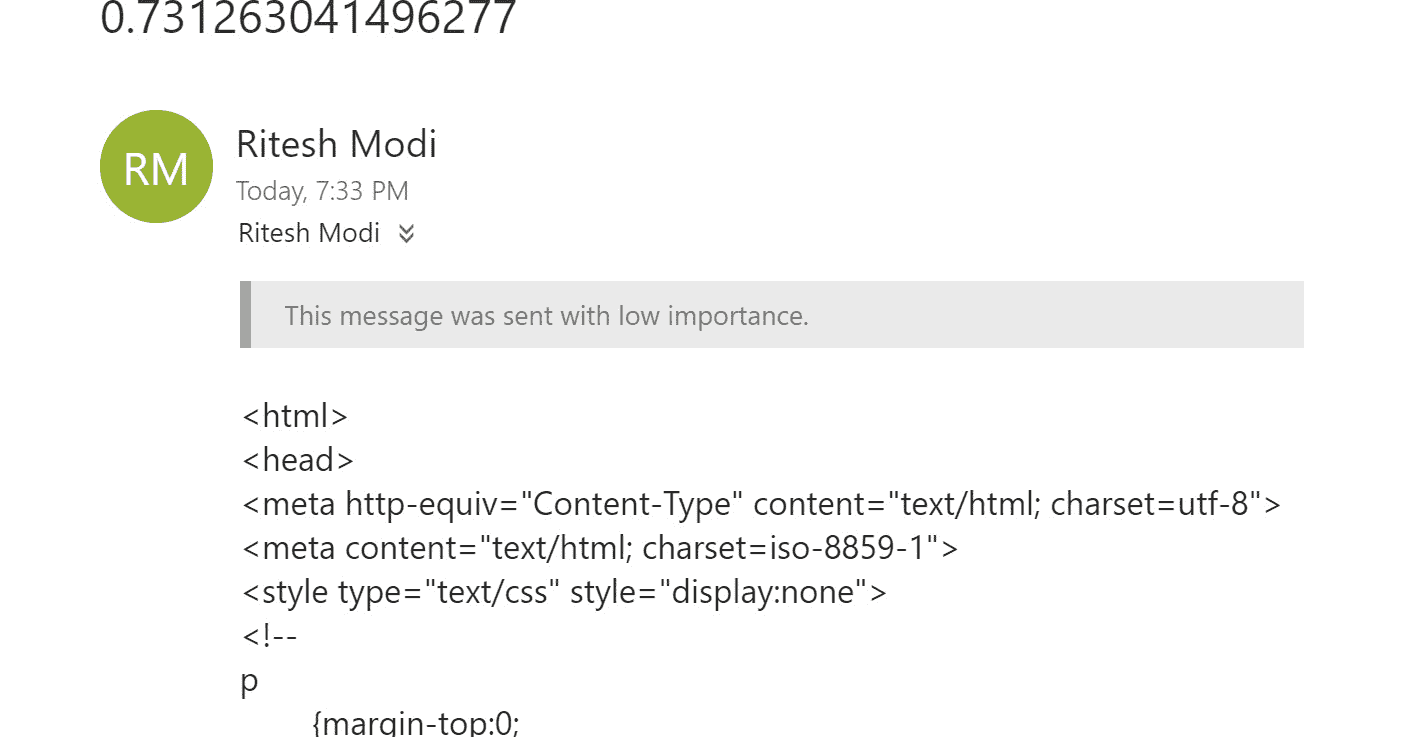 0.731263041496277
RM
Ritesh Modi
Today, 7:33 PM
Ritesh Modi
This message was sent with low importance.
<html>
<head>
<meta http-equiv="Content-Type" content="text/html; charset=utf-8">
<meta content="text/html; charset=iso-8859-1">
<style type="text/css" style="display:none">
<!--
p
{margin-top:0;